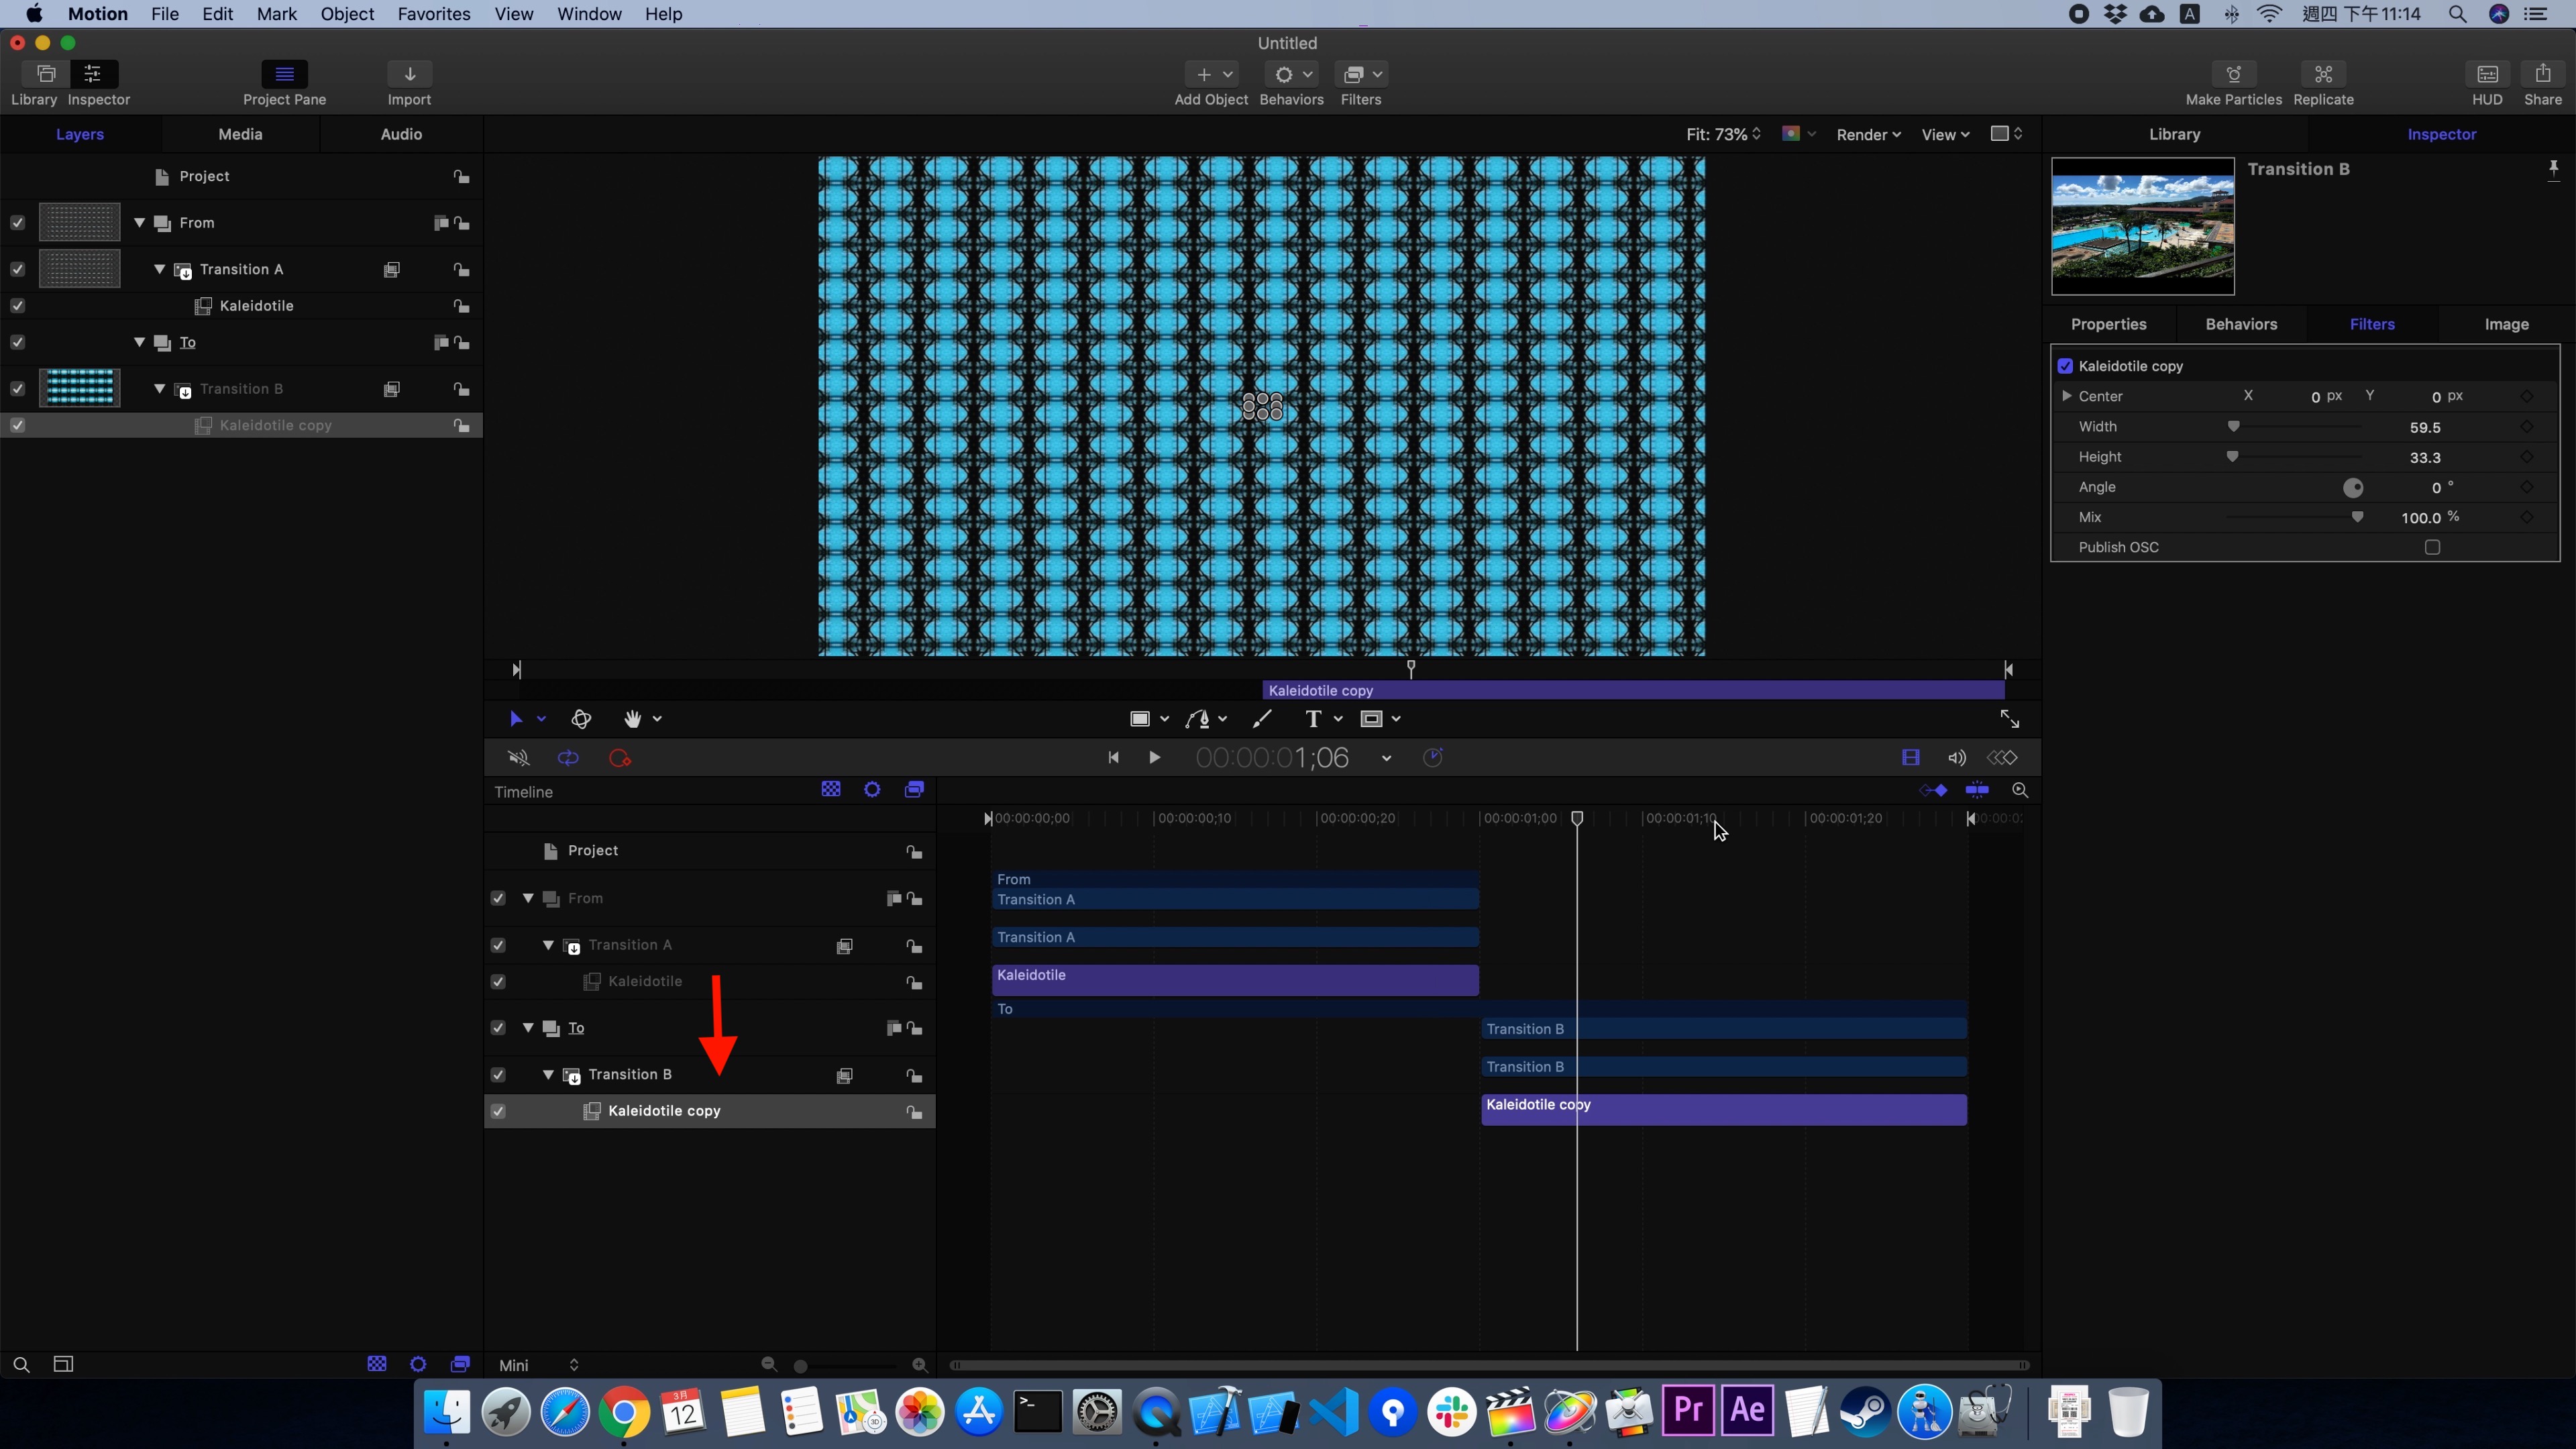 Motion File Edit Mark Object Favorites View Window Help A 週四 下午11:14
Untitled
Library Inspector Project Pane Import Add Object Behaviors Filters Make Particles Replicate HUD Share
Layers Media Audio Fit: 73% Render View Library Inspector
Project
From
Transition A
Kaleidotile
To
Transition B
Kaleidotile copy
Transition B
Properties Behaviors Filters Image
Kaleidotile copy
Center X 0 px Y 0 px
Width 59.5
Height 33.3
Angle 0 °
Mix 100.0 %
Publish OSC
Kaleidotile copy
T
00:00:01;06
Timeline
00:00:00;00 00:00:00;10 00:00:00;20 00:00:01;00 00:00:01;10 00:00:01;20
Project
From From
Transition A
Transition A Transition A
Kaleidotile Kaleidotile
To To
Transition B
Transition B Transition B
Kaleidotile copy Kaleidotile copy
Mini
3月
12
3D
>_
Pr
Ae